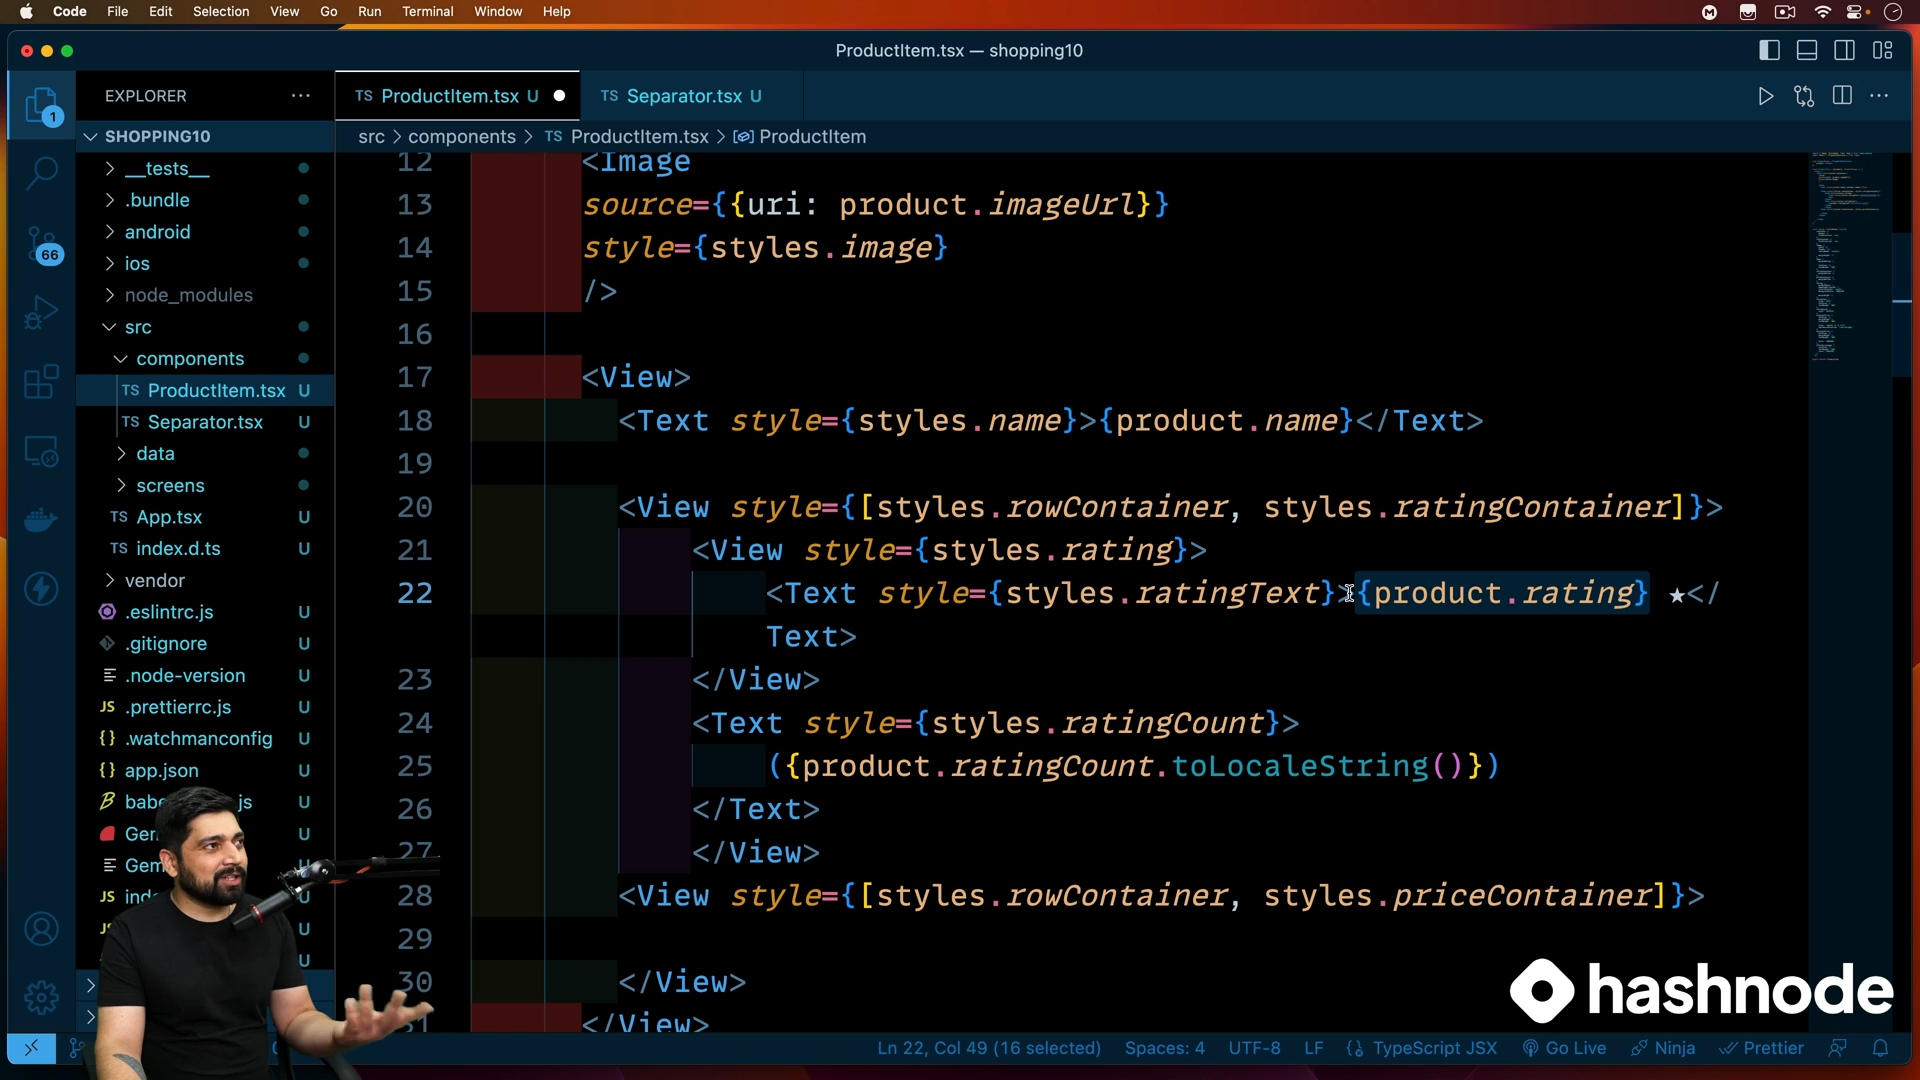 Code File Edit Selection View Go Run Terminal Window Help
ProductItem.tsx — shopping10
EXPLORER ···
TS ProductItem.tsx U
TS Separator.tsx U
src > components > TS ProductItem.tsx > ProductItem
1
66
SHOPPING10
__tests__
.bundle
android
ios
node_modules
src
components
TS ProductItem.tsx U
TS Separator.tsx U
data
screens
TS App.tsx U
TS index.d.ts U
vendor
.eslintrc.js U
.gitignore U
.node-version U
JS .prettierrc.js U
{} .watchmanconfig U
{} app.json U
js U
U
U
JS U
U
U
12 <Image
13 source={{uri: product.imageUrl}}
14 style={styles.image}
15 />
16
17 <View>
18 <Text style={styles.name}>{product.name}</Text>
19
20 <View style={[styles.rowContainer, styles.ratingContainer]}>
21 <View style={styles.rating}>
22 <Text style={styles.ratingText}>{product.rating} ★</
Text>
23 </View>
24 <Text style={styles.ratingCount}>
25 ({product.ratingCount.toLocaleString()})
26 </Text>
27 </View>
28 <View style={[styles.rowContainer, styles.priceContainer]}>
29
30 </View>
31 </View>
hashnode
Ln 22, Col 49 (16 selected) Spaces: 4 UTF-8 LF {} TypeScript JSX Go Live Ninja Prettier